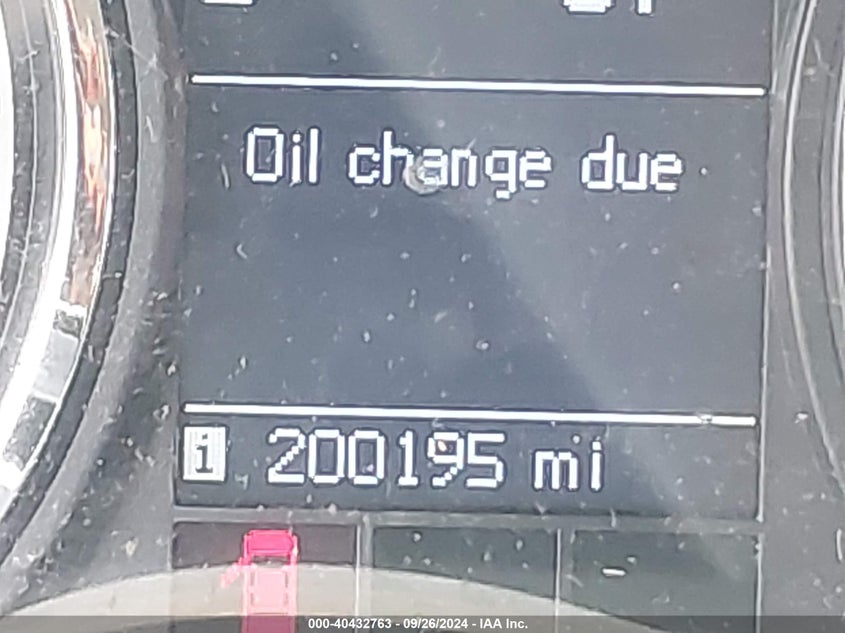 Oil change due
i 200195 mi
000-40432763 - 09/26/2024 - IAA Inc.